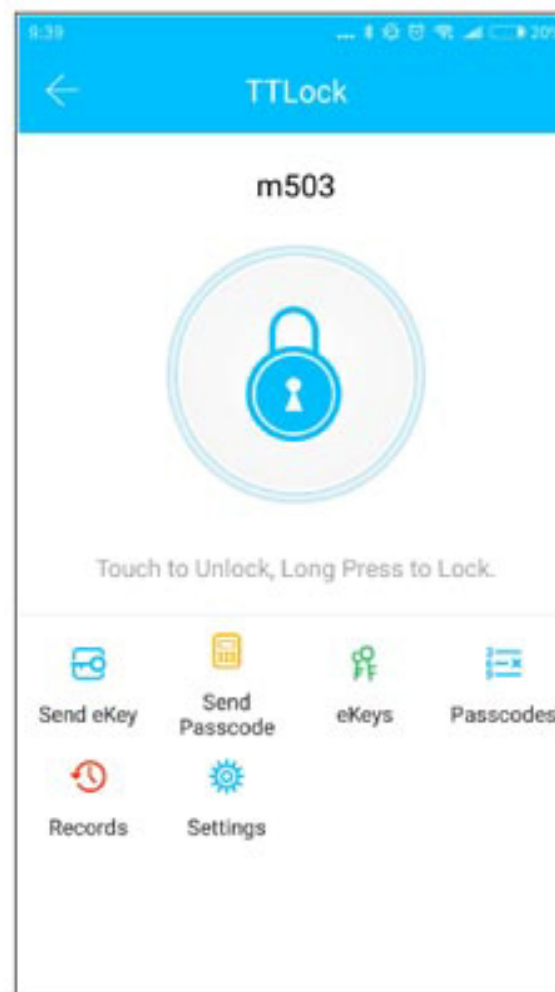 9:39 ... 20%
TTLock
m503
Touch to Unlock, Long Press to Lock.
Send eKey
Send
Passcode
eKeys
Passcodes
Records
Settings